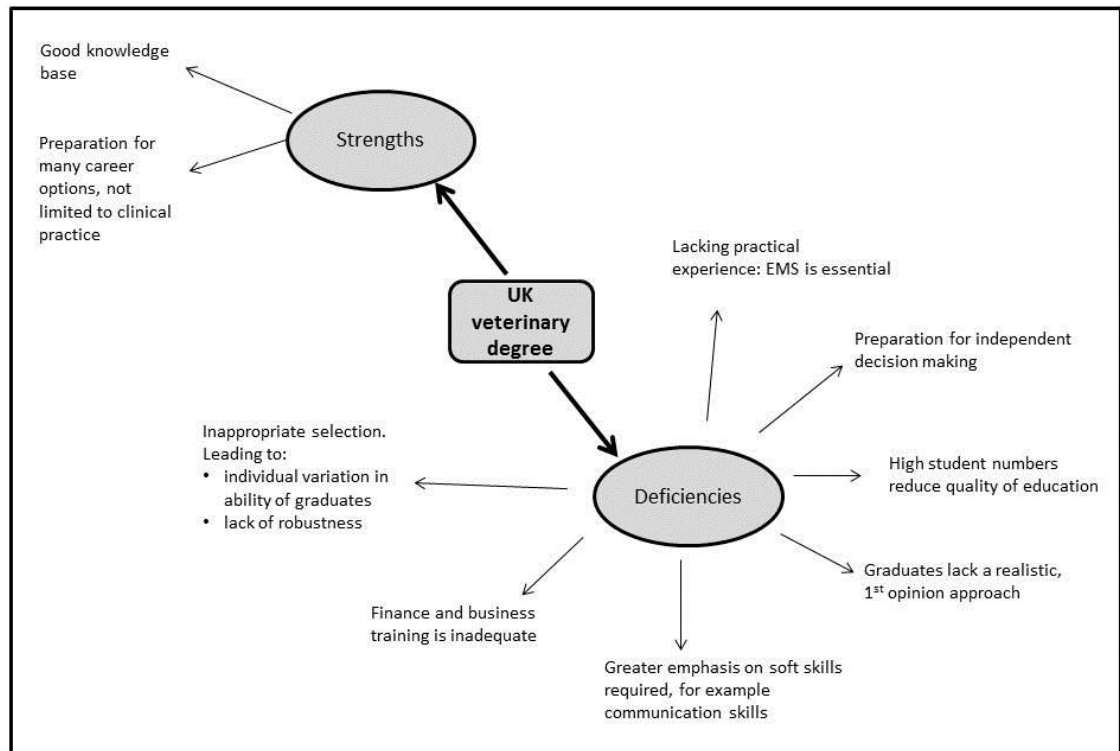 Good knowledge
base
Strengths
Preparation for
many career
options, not
limited to clinical
practice
UK
veterinary
degree
Lacking practical
experience: EMS is essential
Preparation for independent
decision making
Inappropriate selection.
Leading to:
• individual variation in
ability of graduates
• lack of robustness
Deficiencies
High student numbers
reduce quality of education
Graduates lack a realistic,
1st opinion approach
Finance and business
training is inadequate
Greater emphasis on soft skills
required, for example
communication skills